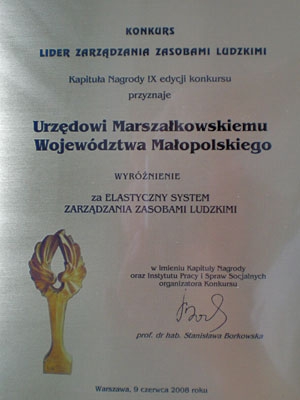 KONKURS
LIDER ZARZĄDZANIA ZASOBAMI LUDZKIMI
Kapituła Nagrody IX edycji konkursu
przyznaje
Urzędowi Marszałkowskiemu
Województwa Małopolskiego
WYRÓŻNIENIE
za ELASTYCZNY SYSTEM
ZARZĄDZANIA ZASOBAMI LUDZKIMI
w imieniu Kapituły Nagrody
oraz Instytutu Pracy i Spraw Socjalnych
organizatora Konkursu
prof. dr hab. Stanisława Borkowska
Warszawa, 9 czerwca 2008 roku